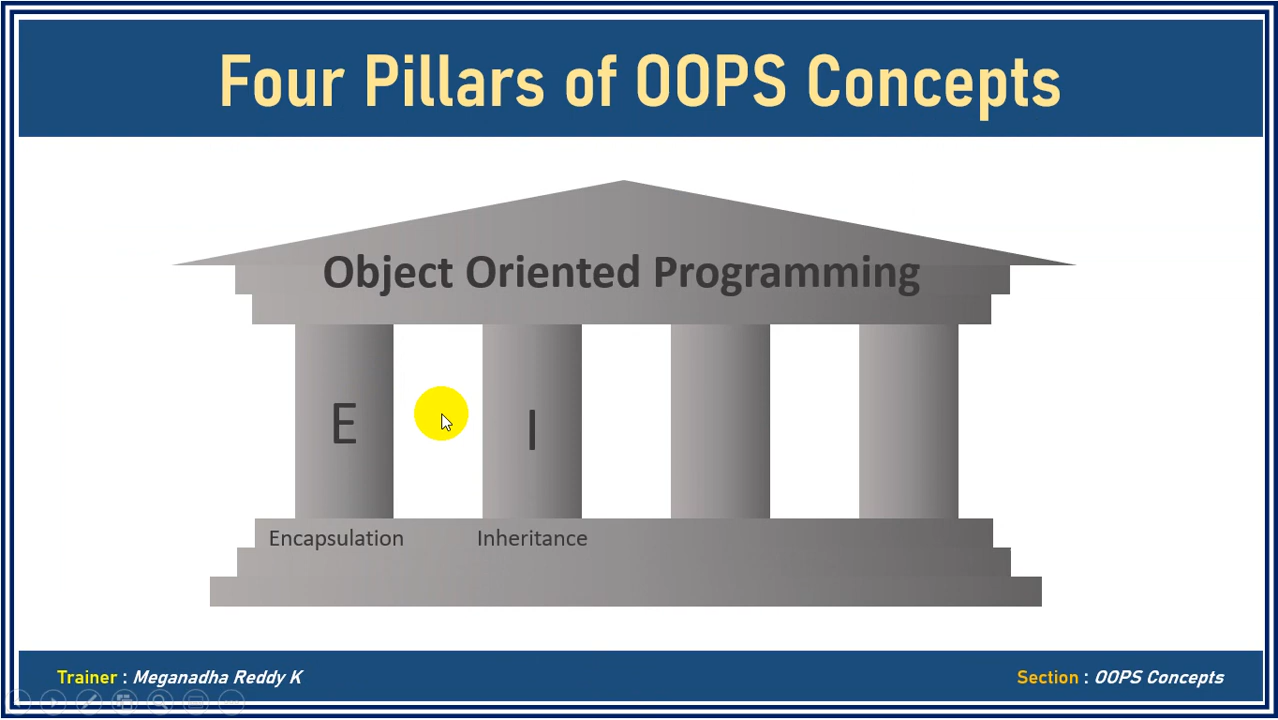 Four Pillars of OOPS Concepts
Object Oriented Programming
E
I
Encapsulation
Inheritance
Trainer : Meganadha Reddy K
Section : OOPS Concepts